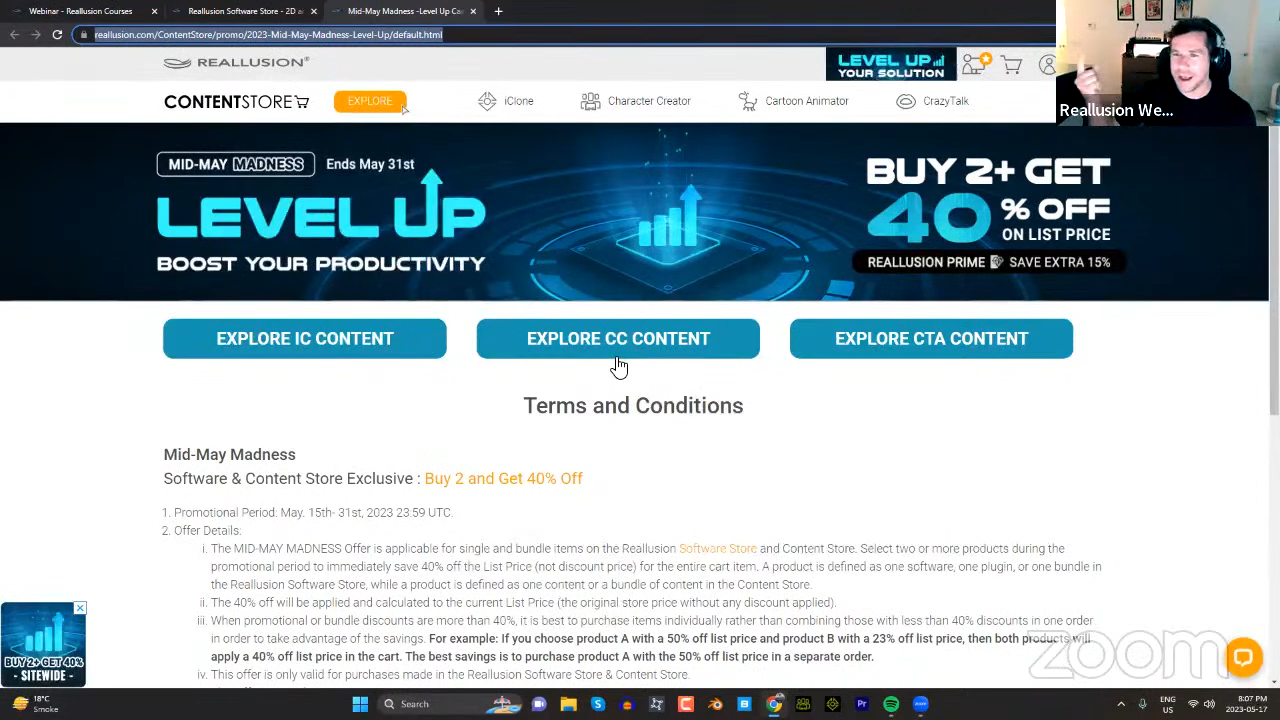 Webinar - Reallusion Courses
Reallusion Software Store - 2D a
Mid-May Madness -Level Up Ca
reallusion.com/ContentStore/promo/2023-Mid-May-Madness-Level-Up/default.html
REALLUSION
LEVEL UP
YOUR SOLUTION
CONTENTSTORE
EXPLORE
iClone
Character Creator
Cartoon Animator
CrazyTalk
Reallusion We...
MID-MAY MADNESS Ends May 31st
LEVEL UP
BOOST YOUR PRODUCTIVITY
BUY 2+ GET
40 % OFF
ON LIST PRICE
REALLUSION PRIME SAVE EXTRA 15%
EXPLORE IC CONTENT
EXPLORE CC CONTENT
EXPLORE CTA CONTENT
Terms and Conditions
Mid-May Madness
Software & Content Store Exclusive : Buy 2 and Get 40% Off
1. Promotional Period: May. 15th- 31st, 2023 23:59 UTC.
2. Offer Details:
i. The MID-MAY MADNESS Offer is applicable for single and bundle items on the Reallusion Software Store and Content Store. Select two or more products during the
promotional period to immediately save 40% off the List Price (not discount price) for the entire cart item. A product is defined as one software, one plugin, or one bundle in
the Reallusion Software Store, while a product is defined as one content or a bundle of content in the Content Store.
ii. The 40% off will be applied and calculated to the current List Price (the original store price without any discount applied).
iii. When promotional or bundle discounts are more than 40%, it is best to purchase items individually rather than combining those with less than 40% discounts in one order
in order to take advantage of the savings. For example: If you choose product A with a 50% off list price and product B with a 23% off list price, then both products will
apply a 40% off list price in the cart. The best savings is to purchase product A with the 50% off list price in a separate order.
iv. This offer is only valid for purchases made in the Reallusion Software Store & Content Store.
BUY 2+ GET 40%
- SITEWIDE -
zoom
18°C
Smoke
Search
ENG
US
8:07 PM
2023-05-17